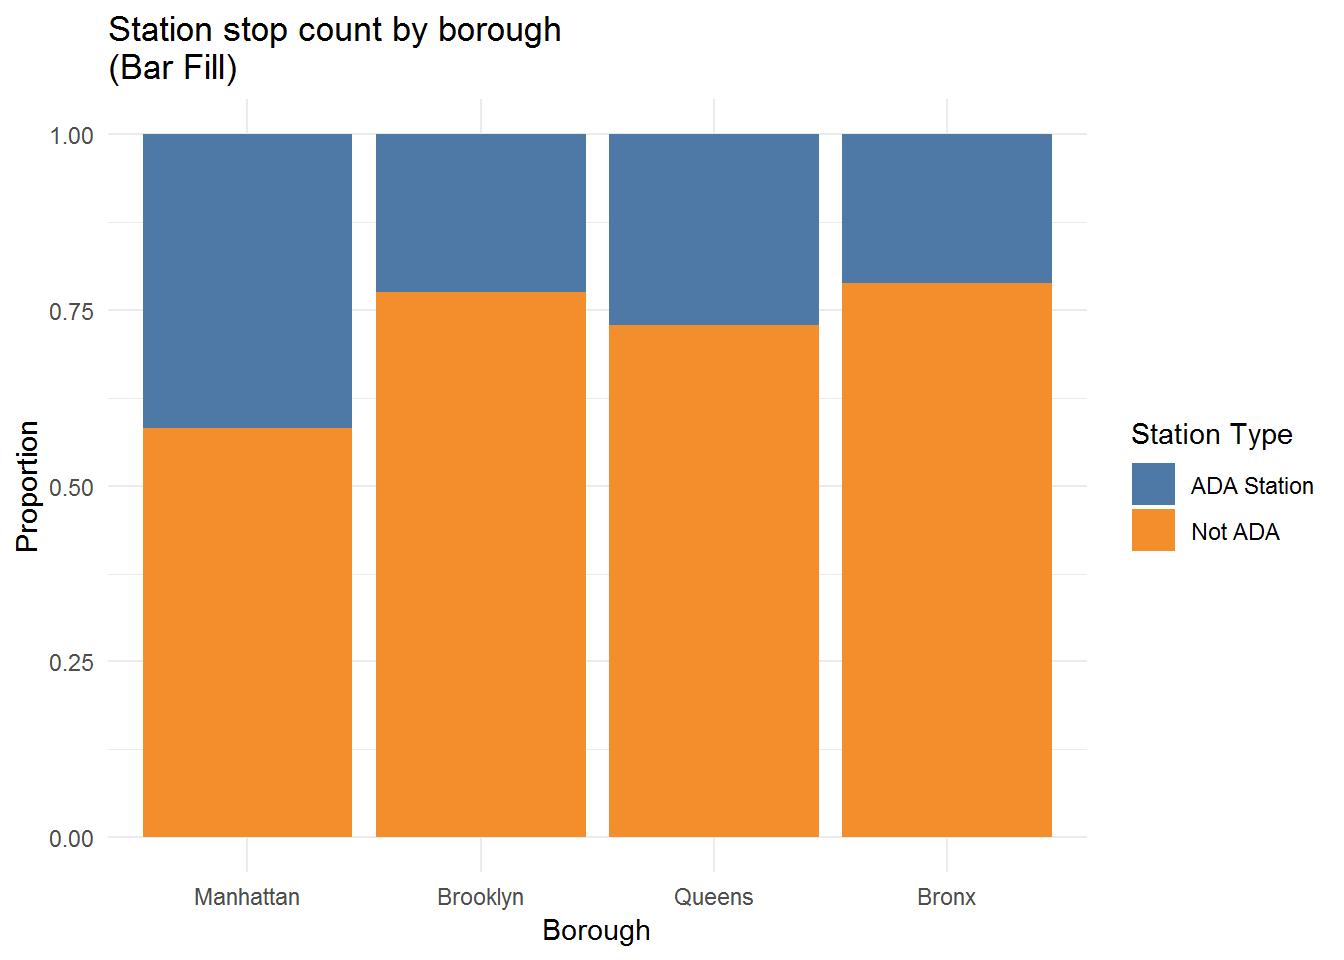 Station stop count by borough
(Bar Fill)
1.00
0.75
0.50
0.25
0.00
Proportion
Manhattan
Brooklyn
Queens
Bronx
Borough
Station Type
ADA Station
Not ADA